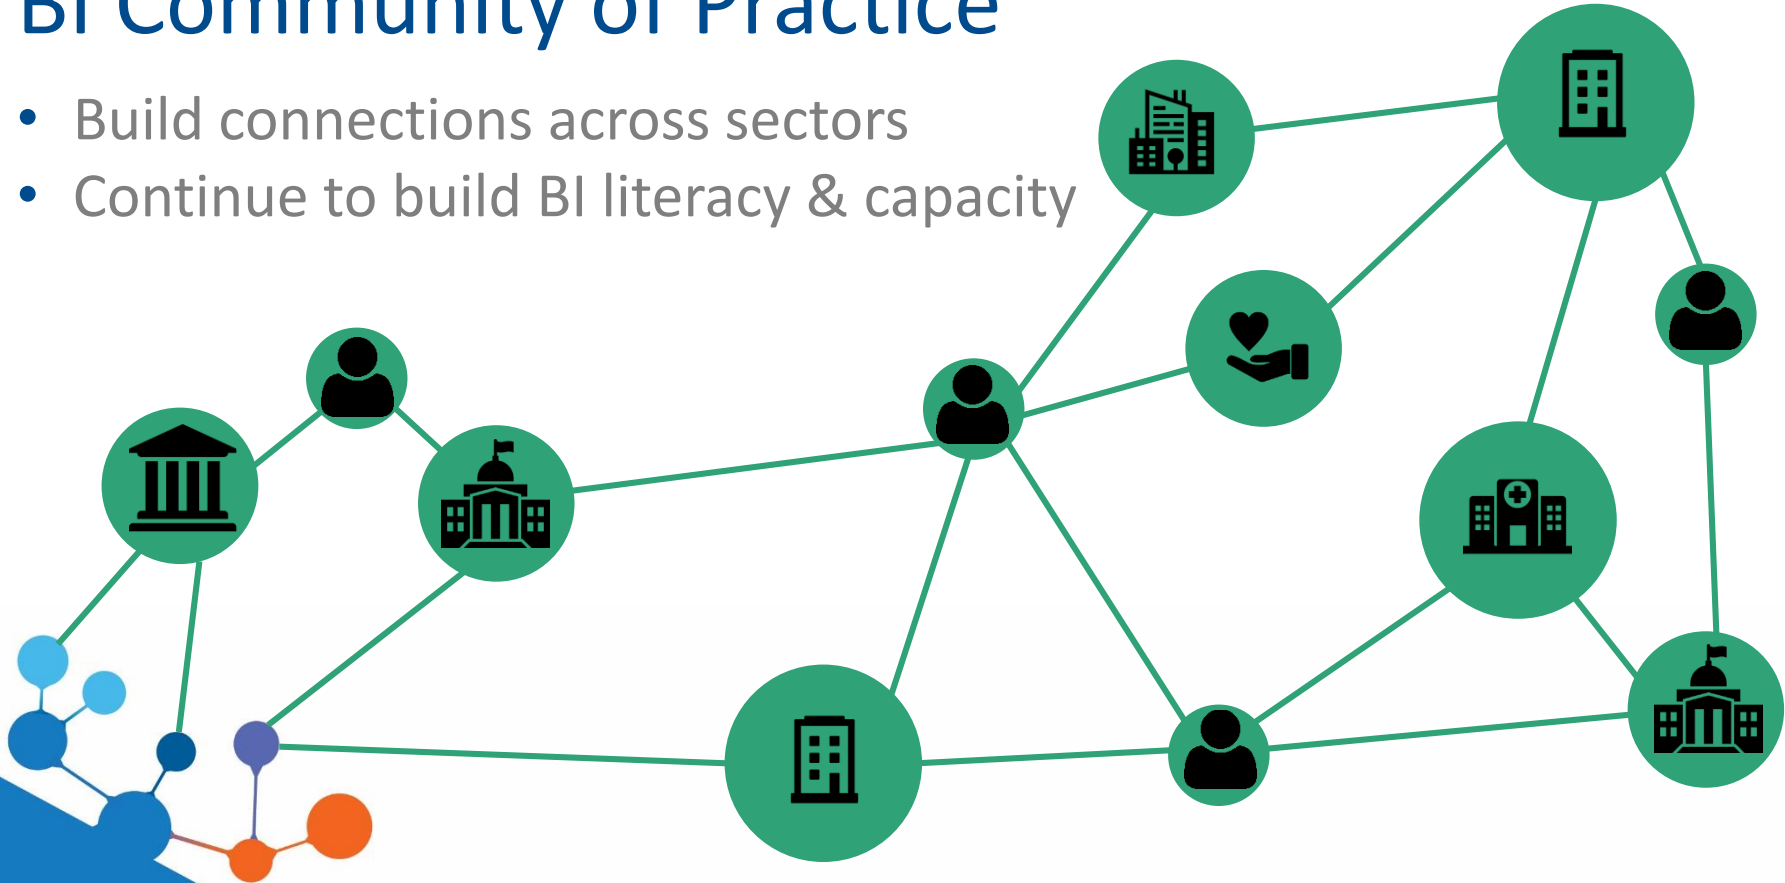 BI Community of Practice
• Build connections across sectors
• Continue to build BI literacy & capacity